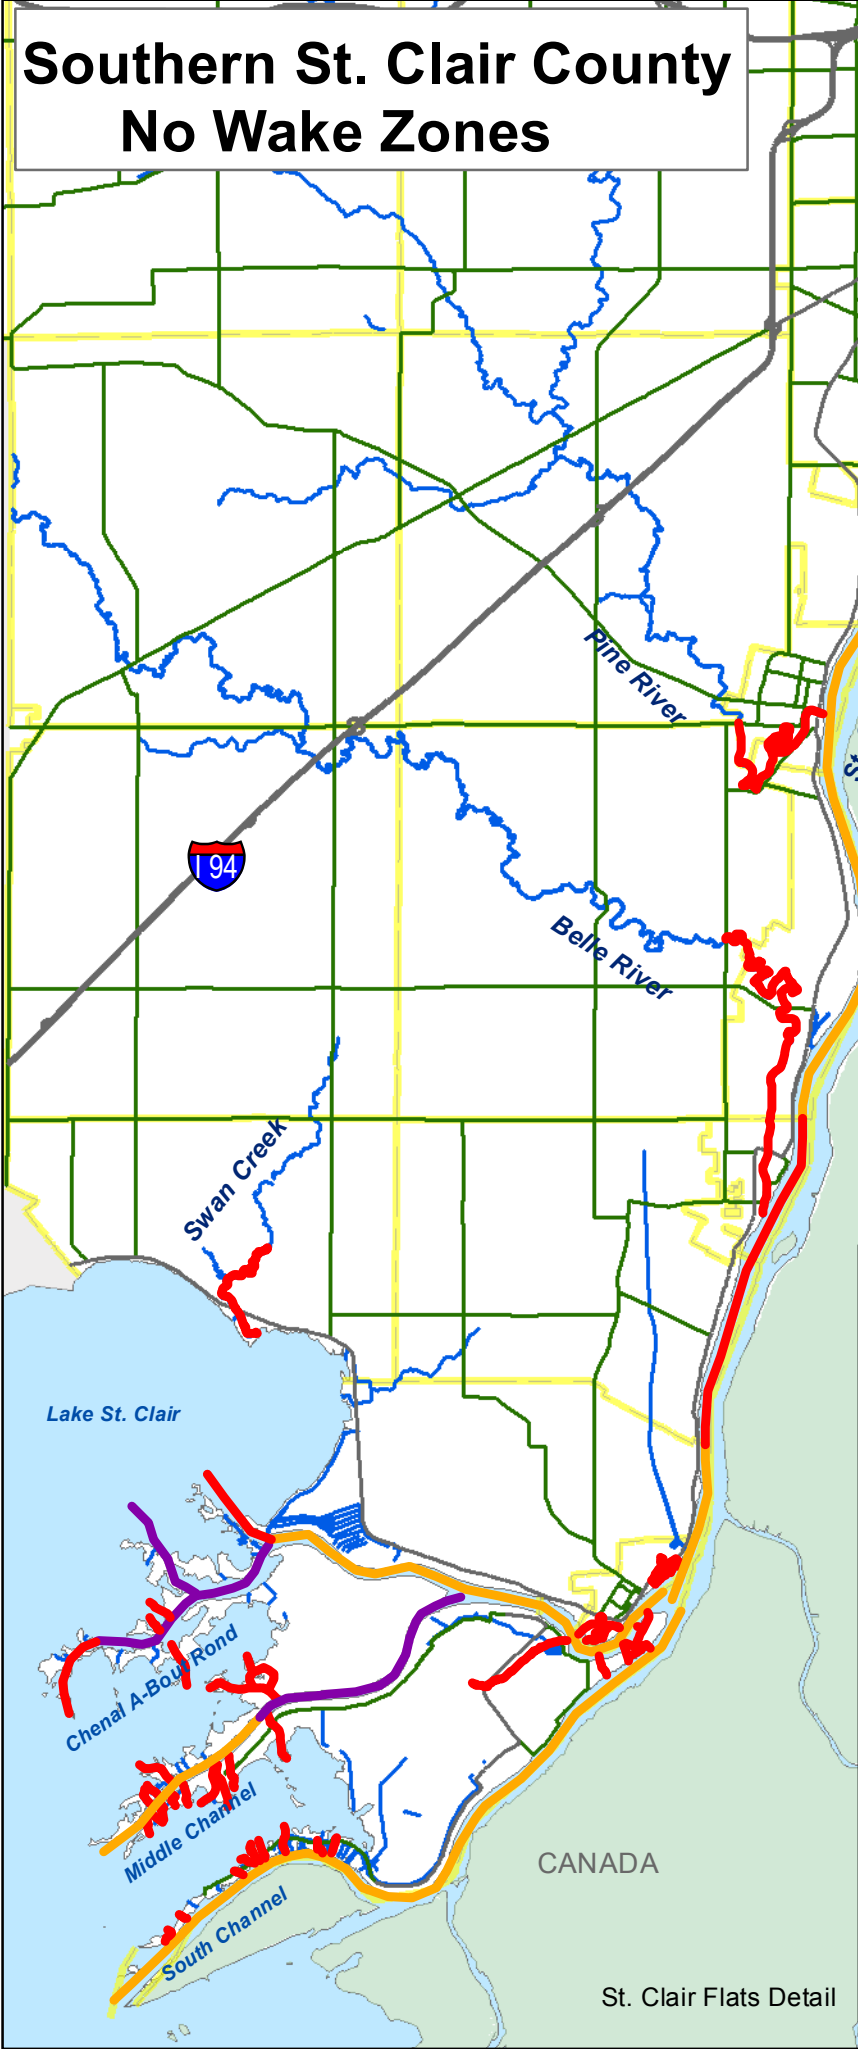 Southern St. Clair County
No Wake Zones
Pine River
I 94
Belle River
Swan Creek
Lake St. Clair
Chenal A-Bout Rond
Middle Channel
CANADA
South Channel
St. Clair Flats Detail